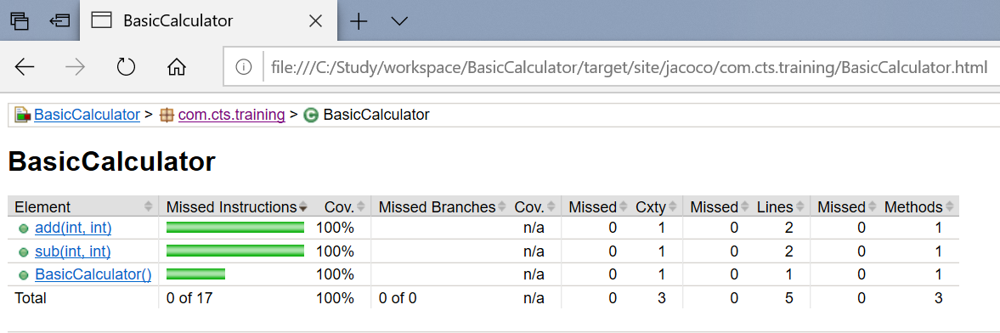 BasicCalculator
file:///C:/Study/workspace/BasicCalculator/target/site/jacoco/com.cts.training/BasicCalculator.html
BasicCalculator > com.cts.training > C BasicCalculator
BasicCalculator
Element Missed Instructions Cov. Missed Branches Cov. Missed Cxty Missed Lines Missed Methods
add(int, int) 100% n/a 0 1 0 2 0 1
sub(int, int) 100% n/a 0 1 0 2 0 1
BasicCalculator() 100% n/a 0 1 0 1 0 1
Total 0 of 17 100% 0 of 0 n/a 0 3 0 5 0 3